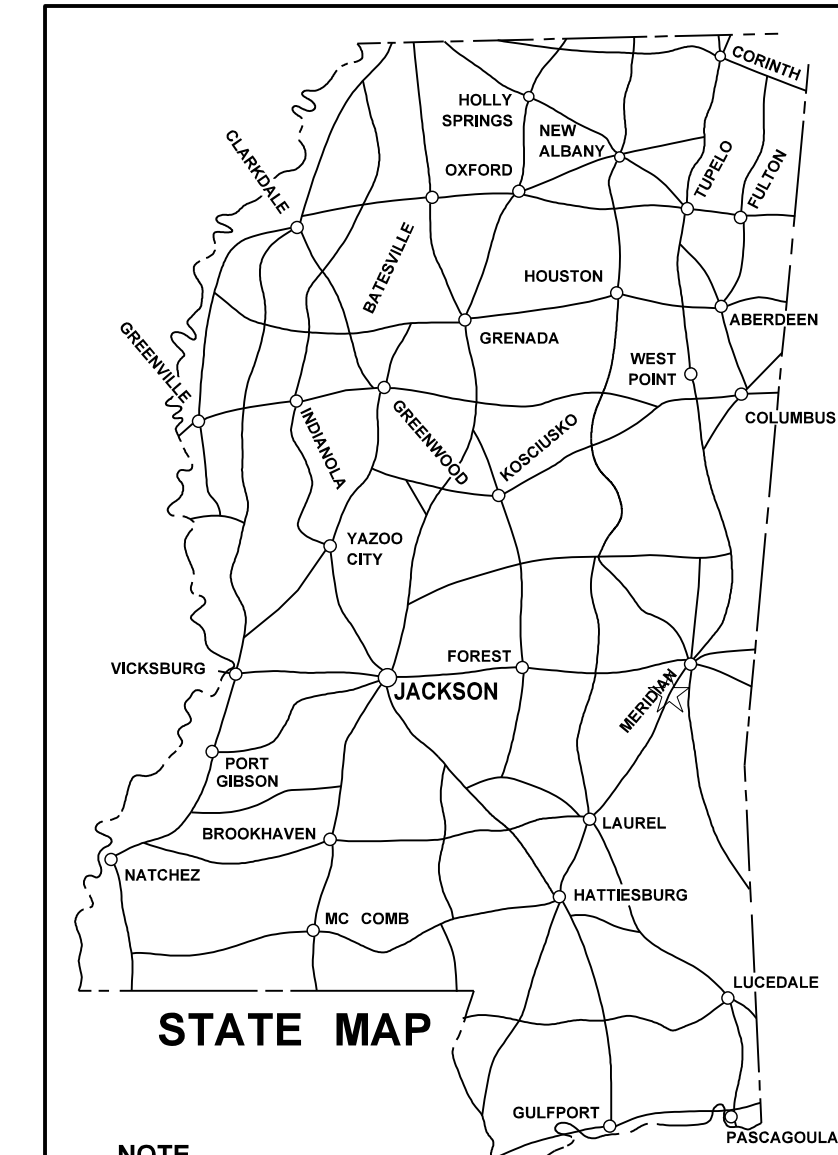 CORINTH
HOLLY
SPRINGS
NEW
ALBANY
CLARKDALE
OXFORD
TUPELO
FULTON
BATESVILLE
HOUSTON
ABERDEEN
GREENVILLE
GRENADA
WEST
POINT
COLUMBUS
INDIANOLA
GREENWOOD
KOSCIUSKO
YAZOO
CITY
VICKSBURG
FOREST
JACKSON
MERIDIAN
PORT
GIBSON
BROOKHAVEN
LAUREL
NATCHEZ
HATTIESBURG
MC COMB
LUCEDALE
STATE MAP
GULFPORT
PASCAGOULA
NOTE